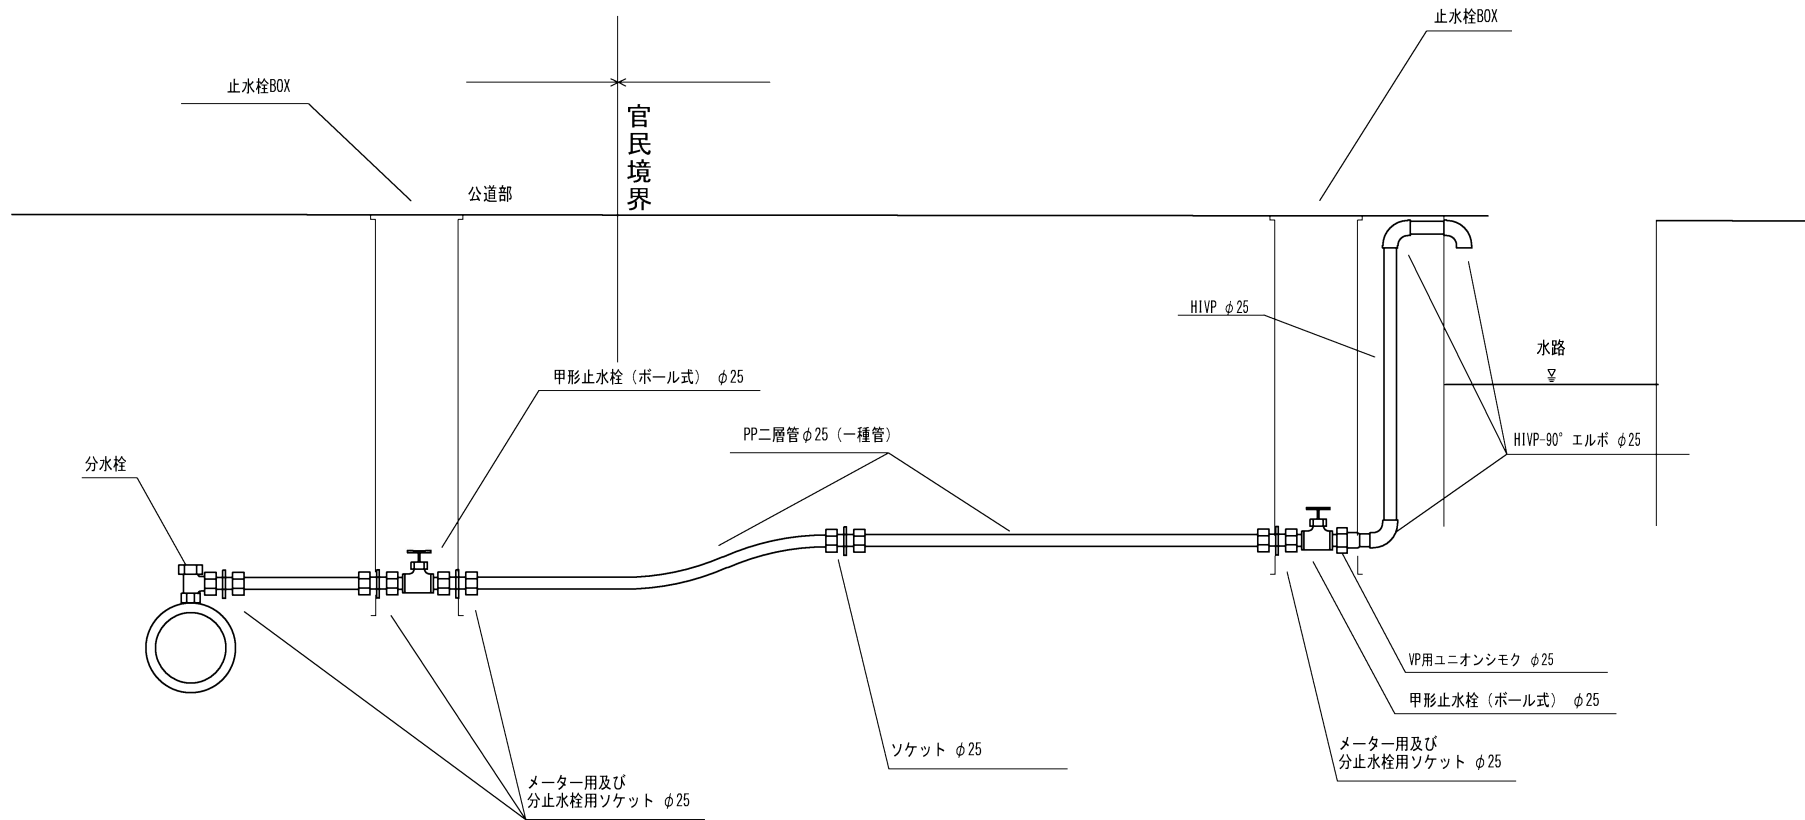 止水栓BOX
止水栓BOX
官民境界
公道部
HIVP φ25
水路
甲形止水栓（ボール式） φ25
PP二層管φ25（一種管）
HIVP-90°エルボ φ25
分水栓
VP用ユニオンシモク φ25
甲形止水栓（ボール式） φ25
ソケット φ25
メーター用及び
分止水栓用ソケット φ25
メーター用及び
分止水栓用ソケット φ25